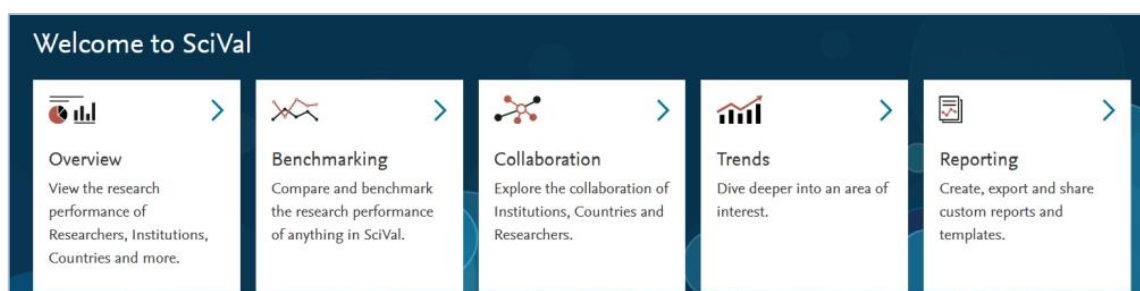 Welcome to SciVal
Overview
View the research
performance of
Researchers, Institutions,
Countries and more.
Benchmarking
Compare and benchmark
the research performance
of anything in SciVal.
Collaboration
Explore the collaboration of
Institutions, Countries and
Researchers.
Trends
Dive deeper into an area of
interest.
Reporting
Create, export and share
custom reports and
templates.